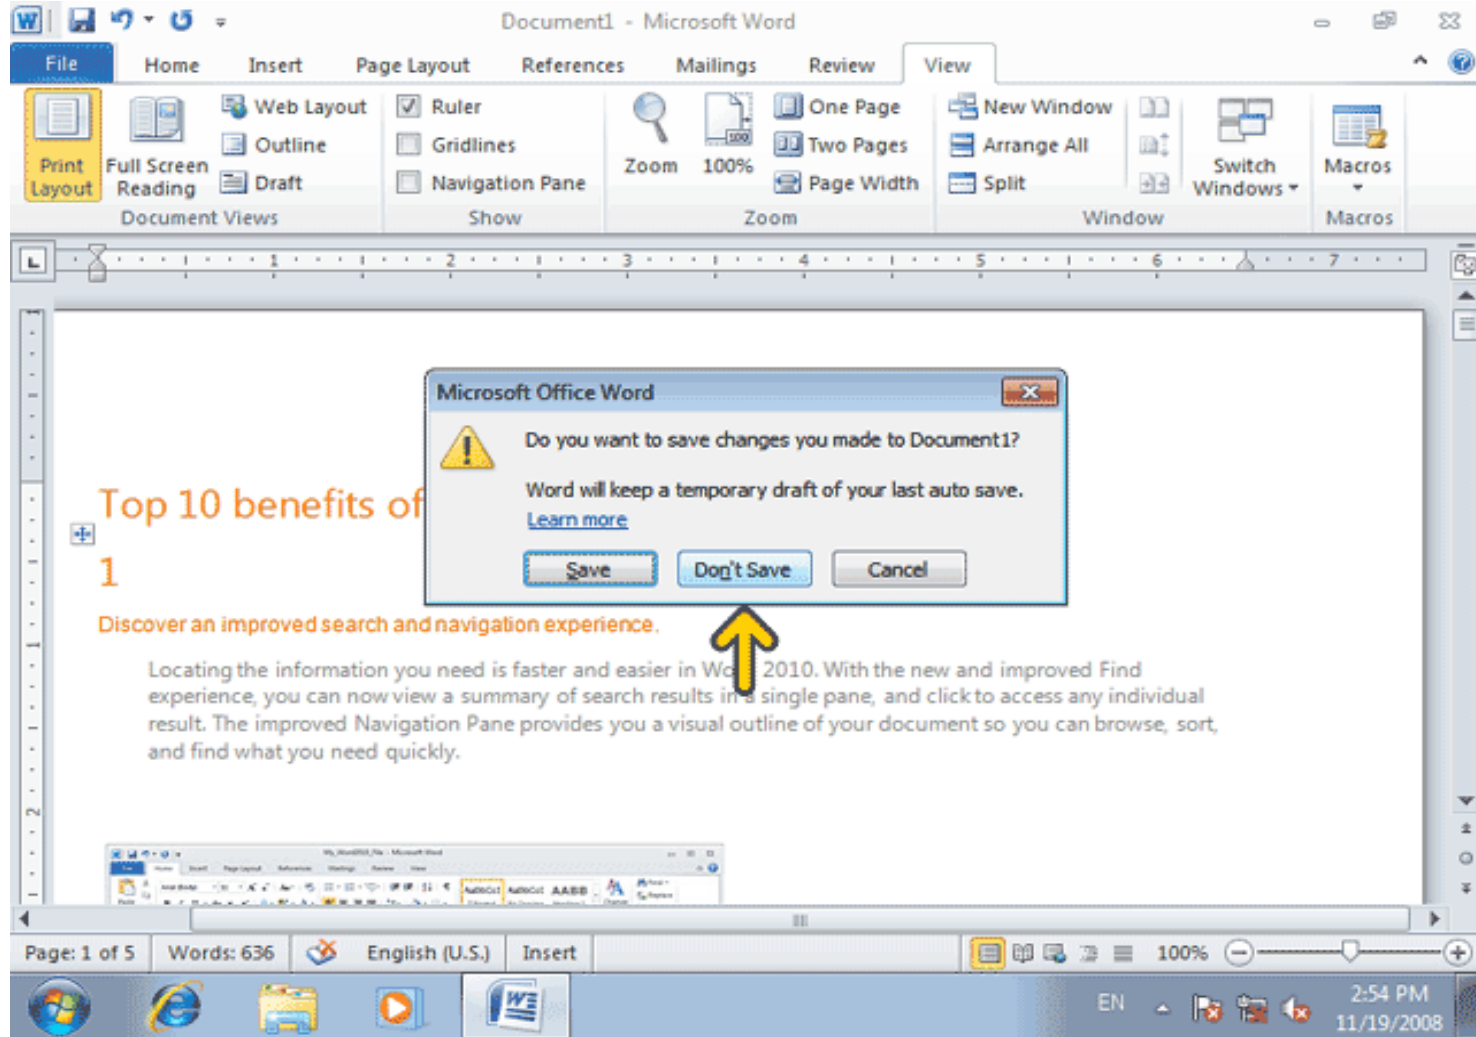 Document1 - Microsoft Word
File Home Insert Page Layout References Mailings Review View
Print Layout
Full Screen Reading
Web Layout
Outline
Draft
Document Views
Ruler
Gridlines
Navigation Pane
Show
Zoom
100%
One Page
Two Pages
Page Width
Zoom
New Window
Arrange All
Split
Switch Windows
Window
Macros
Macros
1 2 3 4 5 6 7
Microsoft Office Word
Do you want to save changes you made to Document1?
Word will keep a temporary draft of your last auto save.
Learn more
Save Don't Save Cancel
Top 10 benefits of
1
Discover an improved search and navigation experience.
Locating the information you need is faster and easier in 2010. With the new and improved Find
experience, you can now view a summary of search results in a single pane, and click to access any individual
result. The improved Navigation Pane provides you a visual outline of your document so you can browse, sort,
and find what you need quickly.
Page: 1 of 5 Words: 636 English (U.S.) Insert 100%
EN 2:54 PM
11/19/2008